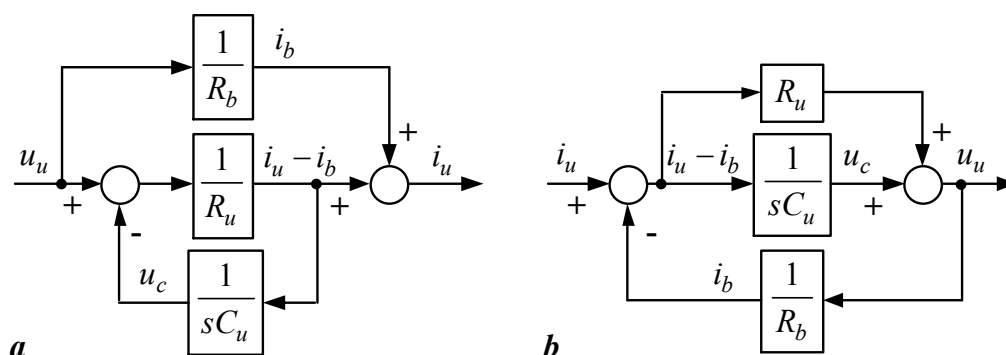 1
R_b
i_b
+
u_u
+
1
R_u
i_u − i_b
+
i_u
-
u_c
1
sC_u
a
R_u
+
i_u
+
i_u − i_b
1
sC_u
u_c
+
u_u
-
i_b
1
R_b
b